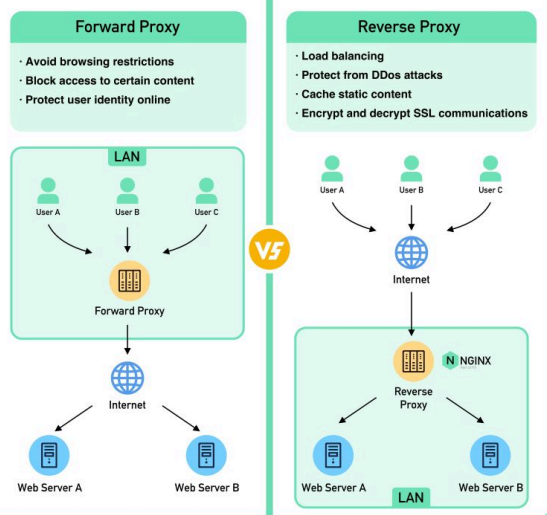 Forward Proxy
· Avoid browsing restrictions
· Block access to certain content
· Protect user identity online
LAN
User A
User B
User C
Forward Proxy
Internet
Web Server A
Web Server B
VS
Reverse Proxy
· Load balancing
· Protect from DDos attacks
· Cache static content
· Encrypt and decrypt SSL communications
User A
User B
User C
Internet
N NGINX
Reverse
Proxy
Web Server A
Web Server B
LAN